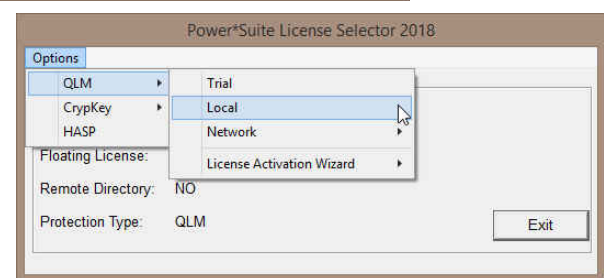 Power*Suite License Selector 2018
Options
QLM
Trial
CrypKey
Local
HASP
Network
Floating License:
License Activation Wizard
Remote Directory: NO
Protection Type: QLM
Exit